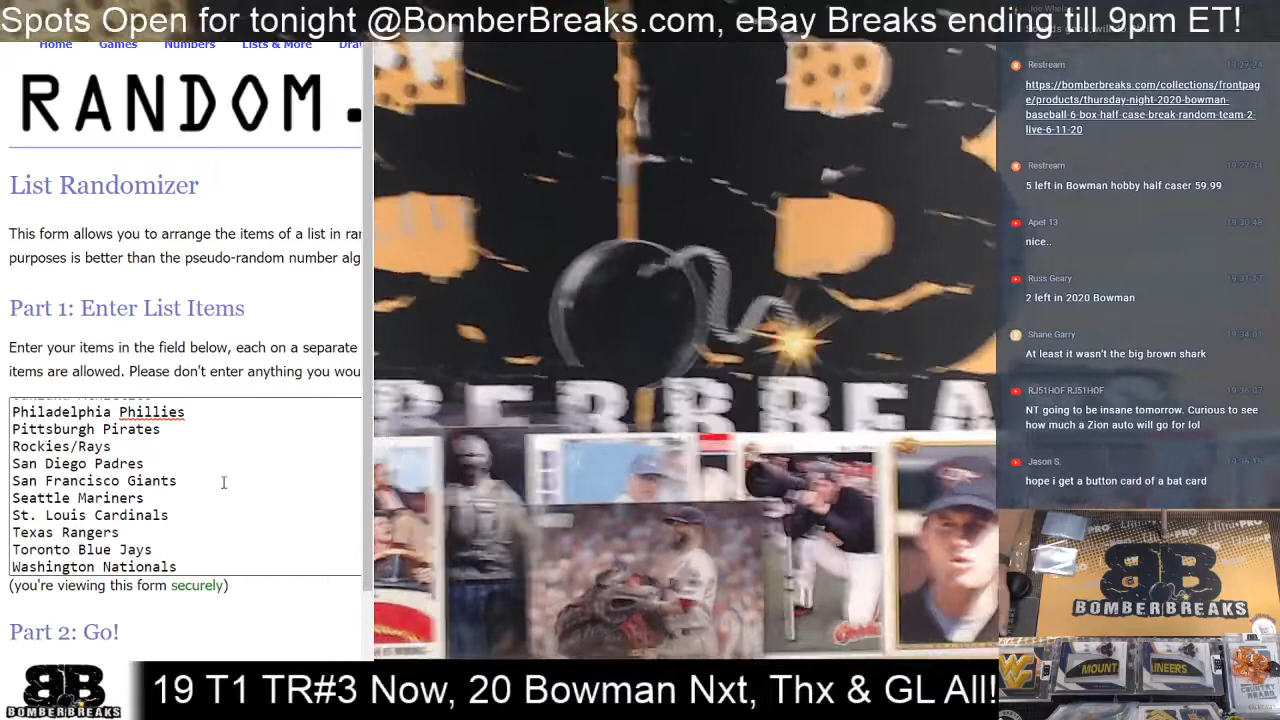 Spots Open for tonight @BomberBreaks.com, eBay Breaks ending till 9pm ET!
Home Games Numbers Lists & More
RANDOM.
List Randomizer
This form allows you to arrange the items of a list in ran
purposes is better than the pseudo-random number alg
Part 1: Enter List Items
Enter your items in the field below, each on a separate
items are allowed. Please don't enter anything you wou
Philadelphia Phillies
Pittsburgh Pirates
Rockies/Rays
San Diego Padres
San Francisco Giants
Seattle Mariners
St. Louis Cardinals
Texas Rangers
Toronto Blue Jays
Washington Nationals
(you're viewing this form securely)
Part 2: Go!
Restream
https://bomberbreaks.com/collections/frontpag
e/products/thursday-night-2020-bowman-
baseball-6-box-half-case-break-random-team-2-
live-6-11-20
Restream
5 left in Bowman hobby half caser 59.99
Apel 13
nice..
Russ Geary
2 left in 2020 Bowman
Shane Garry
At least it wasn't the big brown shark
RJ51HOF RJ51HOF
NT going to be insane tomorrow. Curious to see
how much a Zion auto will go for lol
Jason S.
hope i get a button card of a bat card
BB
BOMBERBREAKS
MOUNT
BB
BOMBERBREAKS
19 T1 TR#3 Now, 20 Bowman Nxt, Thx & GL All!